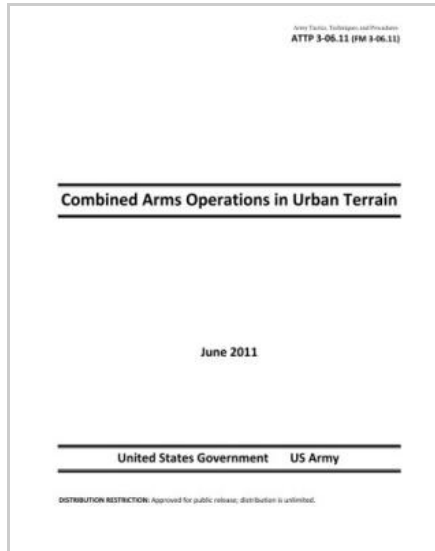 Army Tactics, Techniques and Procedures
ATTP 3-06.11 (FM 3-06.11)
Combined Arms Operations in Urban Terrain
June 2011
United States Government US Army
DISTRIBUTION RESTRICTION: Approved for public release; distribution is unlimited.